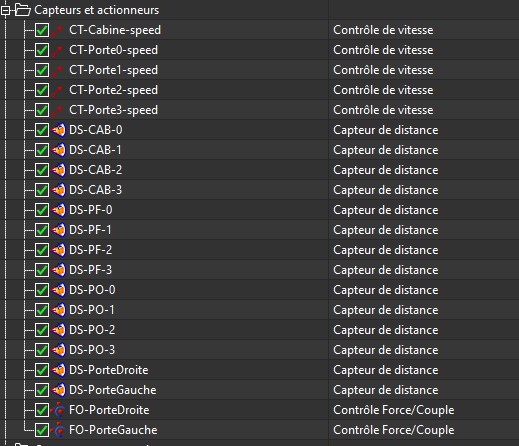 Capteurs et actionneurs
CT-Cabine-speed Contrôle de vitesse
CT-Porte0-speed Contrôle de vitesse
CT-Porte1-speed Contrôle de vitesse
CT-Porte2-speed Contrôle de vitesse
CT-Porte3-speed Contrôle de vitesse
DS-CAB-0 Capteur de distance
DS-CAB-1 Capteur de distance
DS-CAB-2 Capteur de distance
DS-CAB-3 Capteur de distance
DS-PF-0 Capteur de distance
DS-PF-1 Capteur de distance
DS-PF-2 Capteur de distance
DS-PF-3 Capteur de distance
DS-PO-0 Capteur de distance
DS-PO-1 Capteur de distance
DS-PO-2 Capteur de distance
DS-PO-3 Capteur de distance
DS-PorteDroite Capteur de distance
DS-PorteGauche Capteur de distance
FO-PorteDroite Contrôle Force/Couple
FO-PorteGauche Contrôle Force/Couple